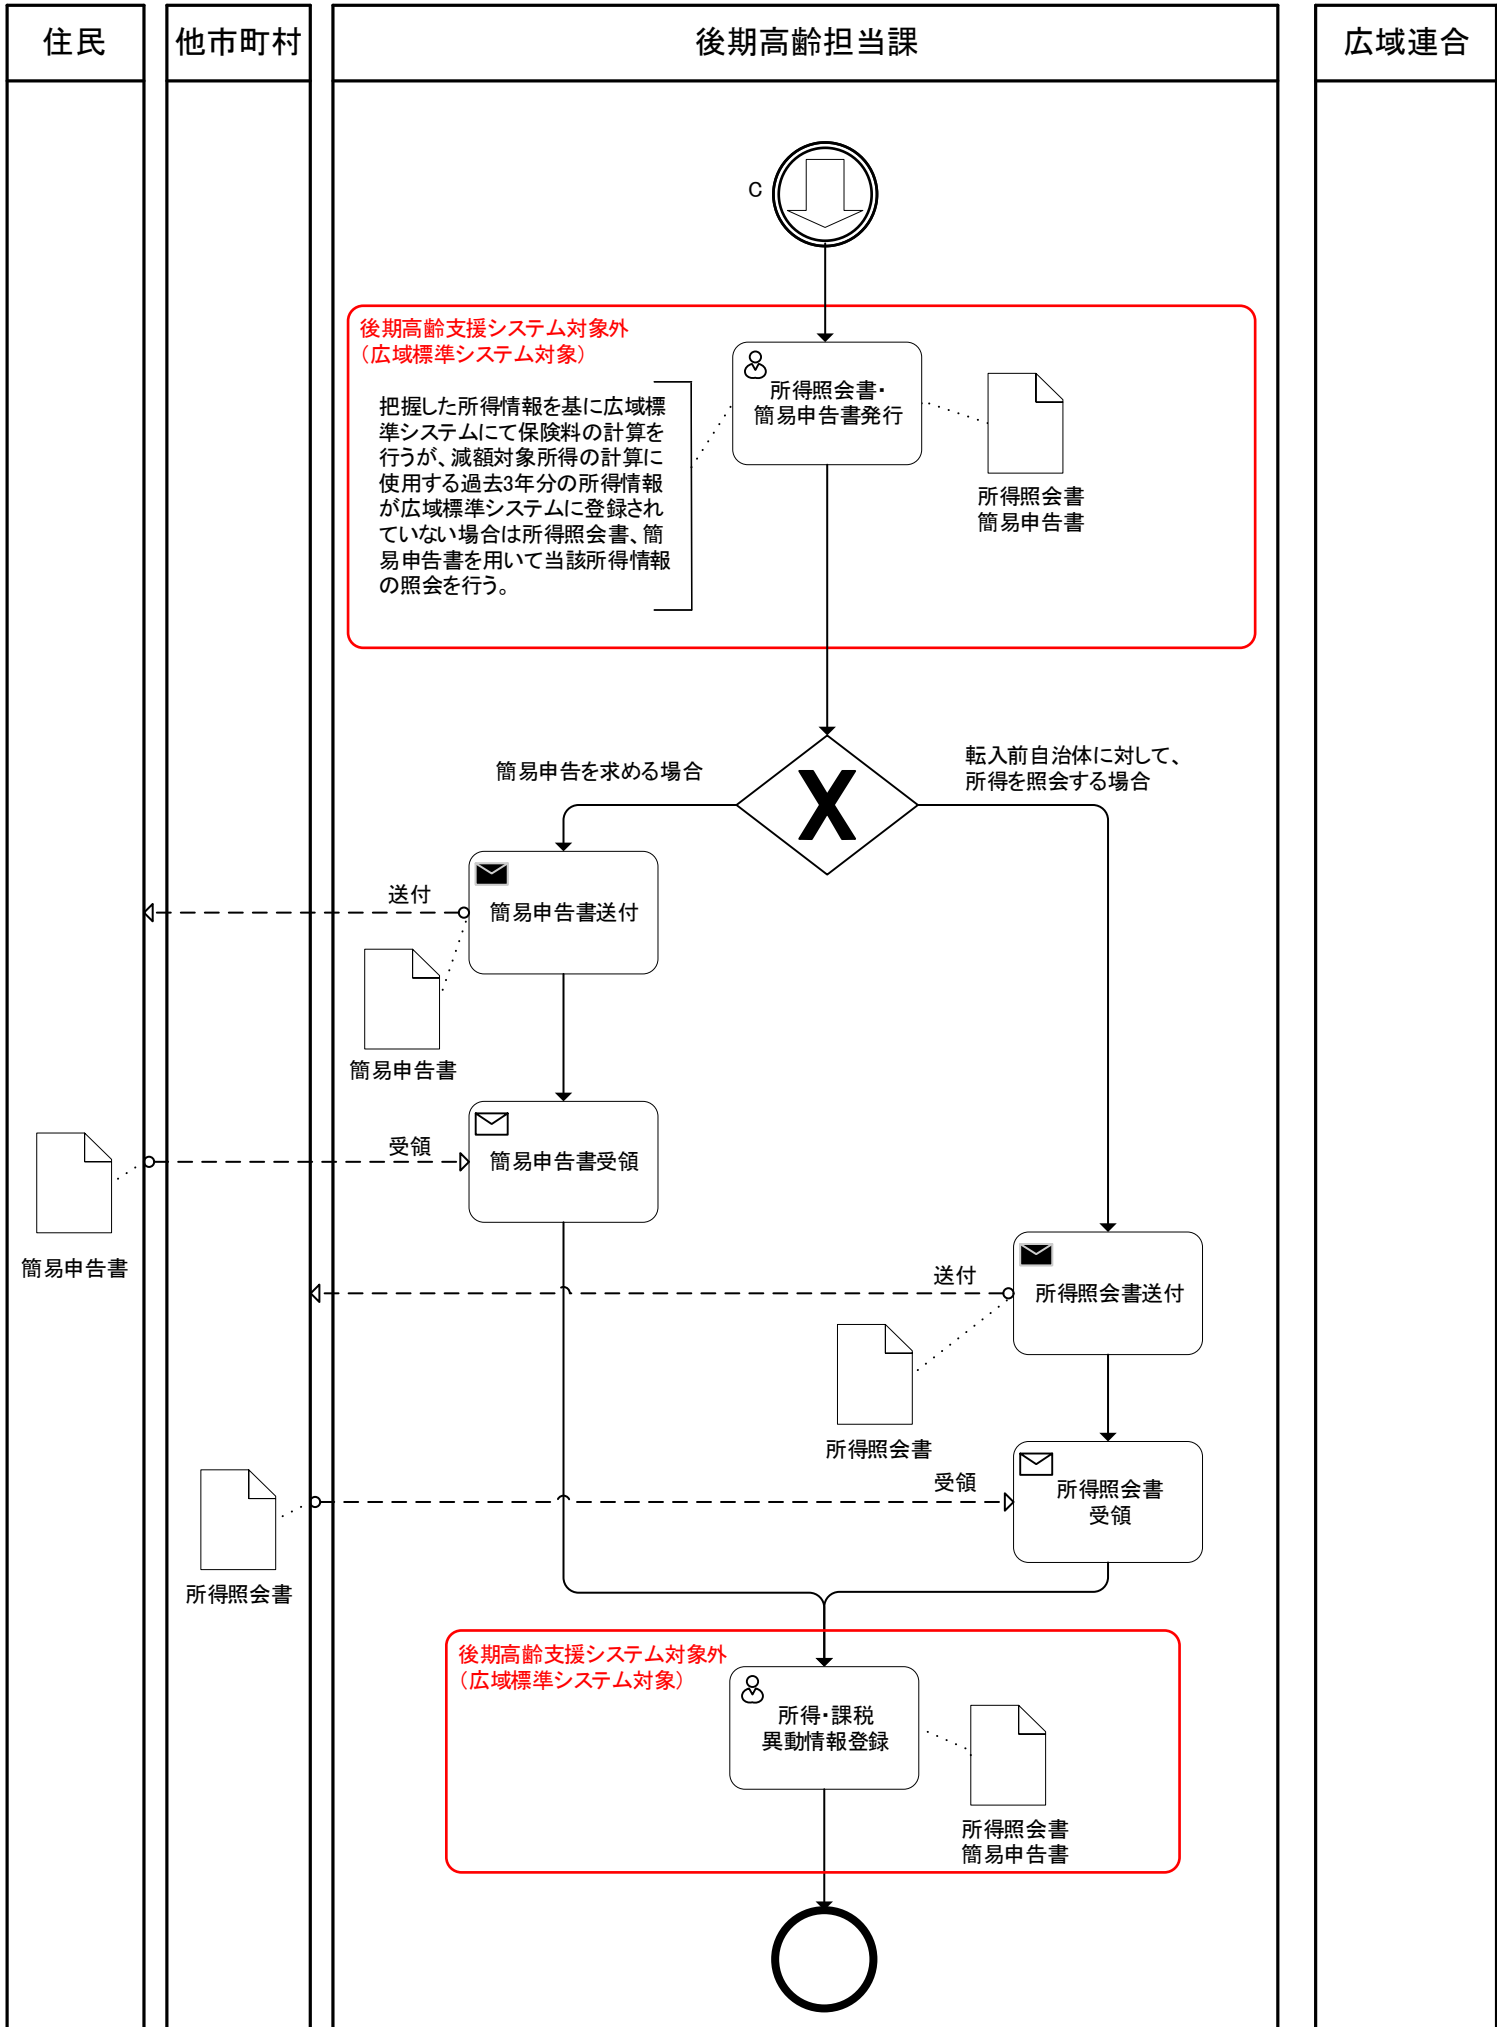 住民
他市町村
後期高齢担当課
広域連合
C
後期高齢支援システム対象外
（広域標準システム対象）
把握した所得情報を基に広域標
準システムにて保険料の計算を
行うが、減額対象所得の計算に
使用する過去3年分の所得情報
が広域標準システムに登録され
ていない場合は所得照会書、簡
易申告書を用いて当該所得情報
の照会を行う。
所得照会書・
簡易申告書発行
所得照会書
簡易申告書
簡易申告を求める場合
転入前自治体に対して、
所得を照会する場合
X
送付
簡易申告書送付
簡易申告書
受領
簡易申告書受領
簡易申告書
送付
所得照会書送付
所得照会書
受領
所得照会書
受領
所得照会書
後期高齢支援システム対象外
（広域標準システム対象）
所得・課税
異動情報登録
所得照会書
簡易申告書